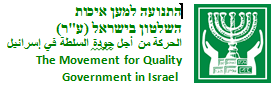 התנועה למען איכות
השלטון בישראל (ע"ר)
الحركة من أجل جودة السلطة في إسرائيل
The Movement for Quality
Government in Israel